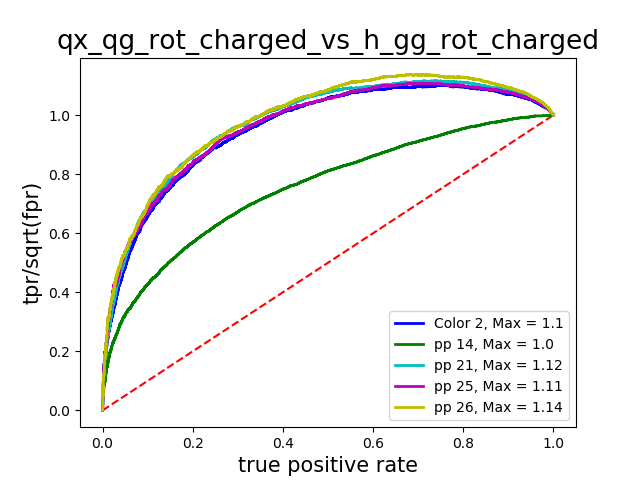 qx_qg_rot_charged_vs_h_gg_rot_charged
tpr/sqrt(fpr)
1.0
0.8
0.6
0.4
0.2
0.0
Color 2, Max = 1.1
pp 14, Max = 1.0
pp 21, Max = 1.12
pp 25, Max = 1.11
pp 26, Max = 1.14
0.0 0.2 0.4 0.6 0.8 1.0
true positive rate